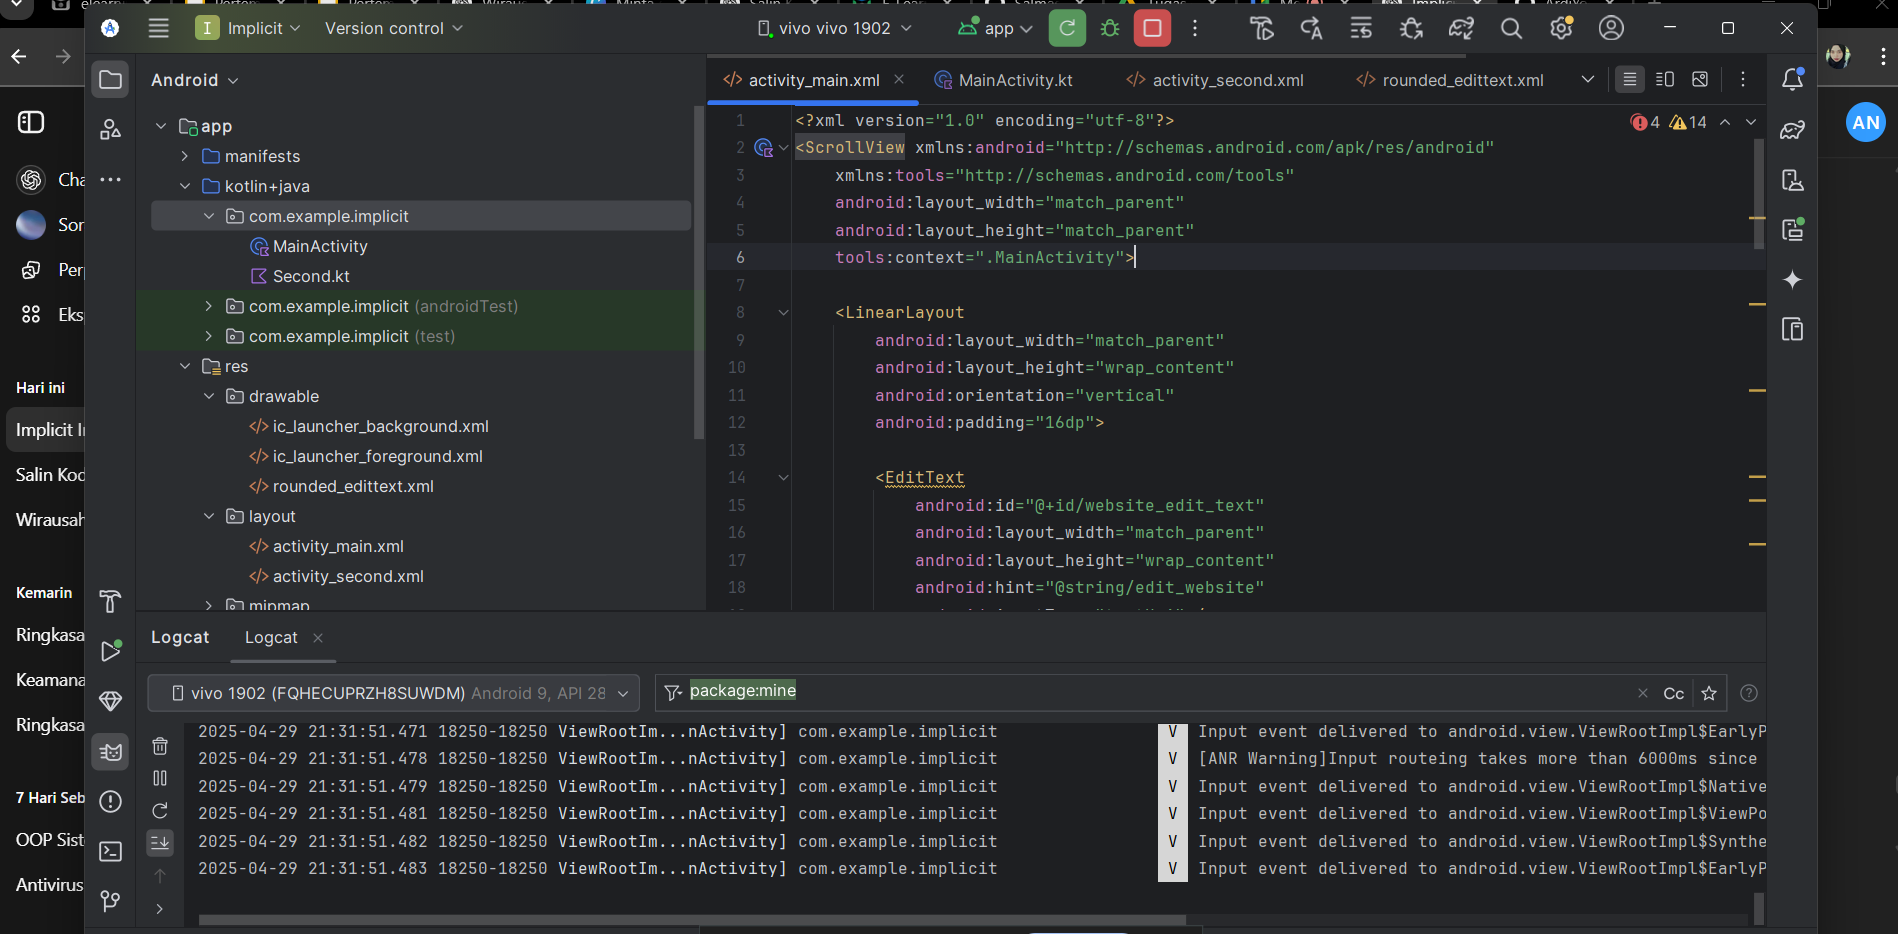 Implicit
Version control
vivo vivo 1902
app
Android
activity_main.xml
MainActivity.kt
activity_second.xml
rounded_edittext.xml
app
manifests
kotlin+java
com.example.implicit
MainActivity
Second.kt
com.example.implicit (androidTest)
com.example.implicit (test)
res
drawable
ic_launcher_background.xml
ic_launcher_foreground.xml
rounded_edittext.xml
layout
activity_main.xml
activity_second.xml
mipmap
4 14
1 <?xml version="1.0" encoding="utf-8"?>
2 <ScrollView xmlns:android="http://schemas.android.com/apk/res/android"
3 xmlns:tools="http://schemas.android.com/tools"
4 android:layout_width="match_parent"
5 android:layout_height="match_parent"
6 tools:context=".MainActivity">
7
8 <LinearLayout
9 android:layout_width="match_parent"
10 android:layout_height="wrap_content"
11 android:orientation="vertical"
12 android:padding="16dp">
13
14 <EditText
15 android:id="@+id/website_edit_text"
16 android:layout_width="match_parent"
17 android:layout_height="wrap_content"
18 android:hint="@string/edit_website"
Logcat
Logcat
vivo 1902 (FQHECUPRZH8SUWDM) Android 9, API 28
package:mine
Cc
2025-04-29 21:31:51.471 18250-18250 ViewRootIm...nActivity] com.example.implicit V Input event delivered to android.view.ViewRootImpl$EarlyP
2025-04-29 21:31:51.478 18250-18250 ViewRootIm...nActivity] com.example.implicit V [ANR Warning]Input routeing takes more than 6000ms since
2025-04-29 21:31:51.479 18250-18250 ViewRootIm...nActivity] com.example.implicit V Input event delivered to android.view.ViewRootImpl$Native
2025-04-29 21:31:51.481 18250-18250 ViewRootIm...nActivity] com.example.implicit V Input event delivered to android.view.ViewRootImpl$ViewPo
2025-04-29 21:31:51.482 18250-18250 ViewRootIm...nActivity] com.example.implicit V Input event delivered to android.view.ViewRootImpl$Synthe
2025-04-29 21:31:51.483 18250-18250 ViewRootIm...nActivity] com.example.implicit V Input event delivered to android.view.ViewRootImpl$EarlyP
Cha
Sor
Per
Eks
Hari ini
Implicit I
Salin Kod
Wirausah
Kemarin
Ringkasa
Keamana
Ringkasa
7 Hari Seb
OOP Sist
Antivirus
AN